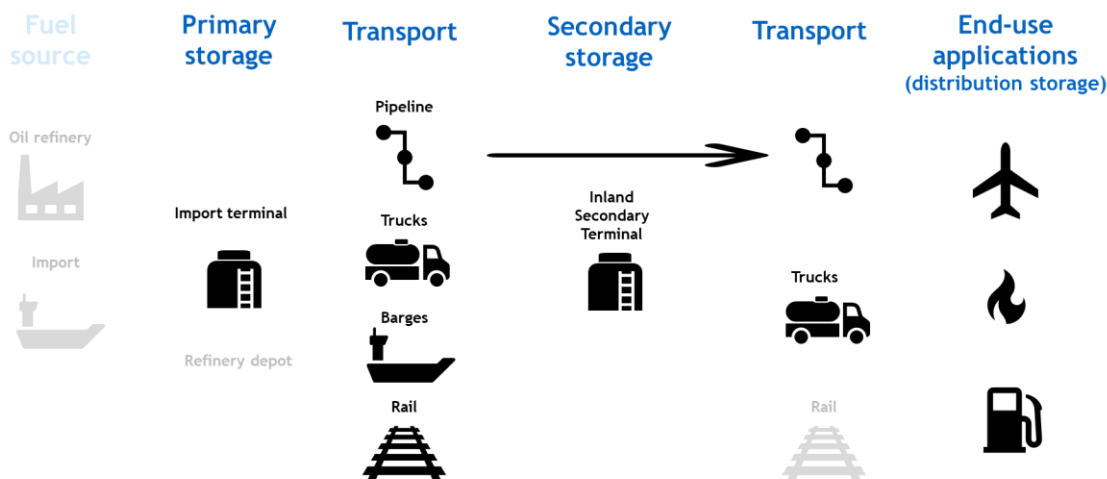 Fuel
source
Primary
storage
Transport
Secondary
storage
Transport
End-use
applications
(distribution storage)
Oil refinery
Import
Import terminal
Refinery depot
Pipeline
Trucks
Barges
Rail
Inland
Secondary
Terminal
Trucks
Rail